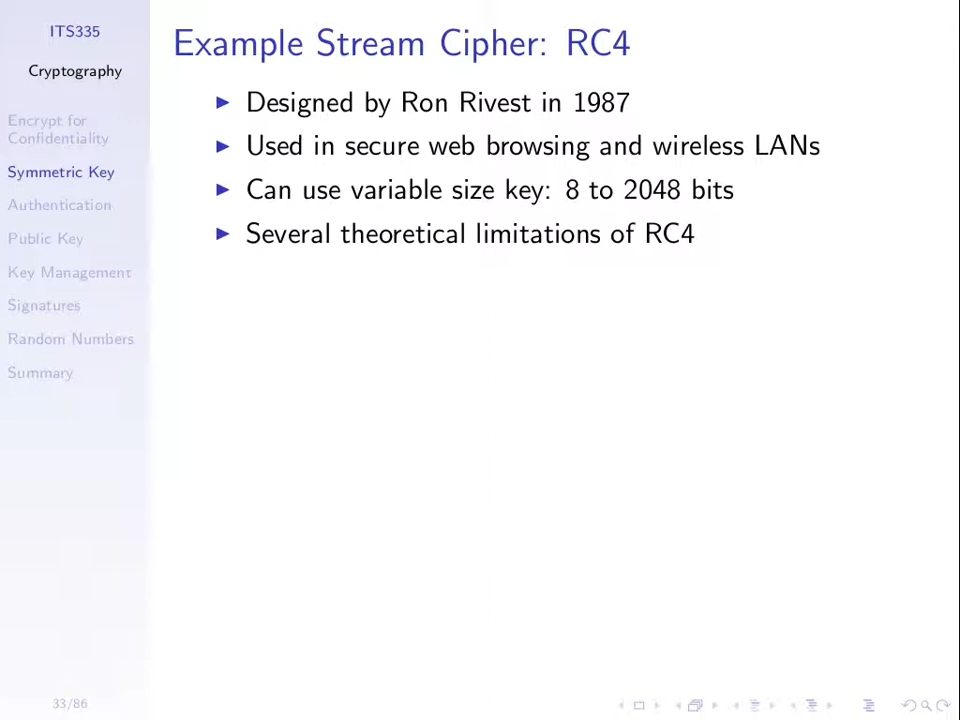 ITS335
Cryptography
Encrypt for
Confidentiality
Symmetric Key
Authentication
Public Key
Key Management
Signatures
Random Numbers
Summary
33/86
Example Stream Cipher: RC4
▶ Designed by Ron Rivest in 1987
▶ Used in secure web browsing and wireless LANs
▶ Can use variable size key: 8 to 2048 bits
▶ Several theoretical limitations of RC4